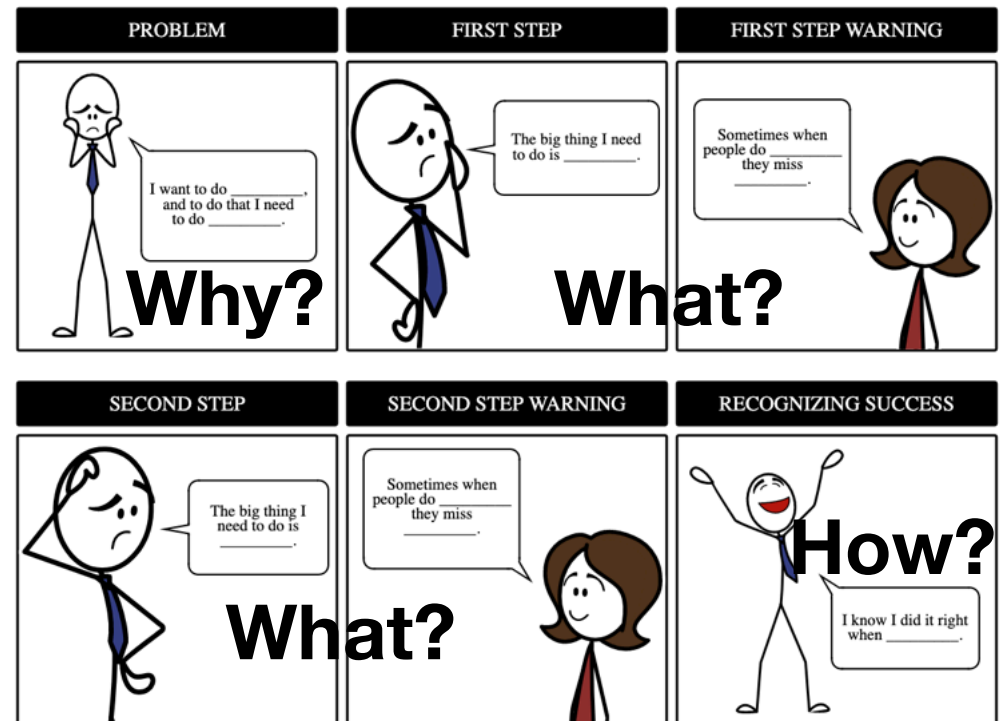 PROBLEM
FIRST STEP
FIRST STEP WARNING
I want to do _________,
and to do that I need
to do _________.
Why?
The big thing I need
to do is _________.
What?
Sometimes when
people do _________
they miss
_________.
SECOND STEP
SECOND STEP WARNING
RECOGNIZING SUCCESS
The big thing I
need to do is
_________.
What?
Sometimes when
people do _________
they miss
_________.
How?
I know I did it right
when _________.